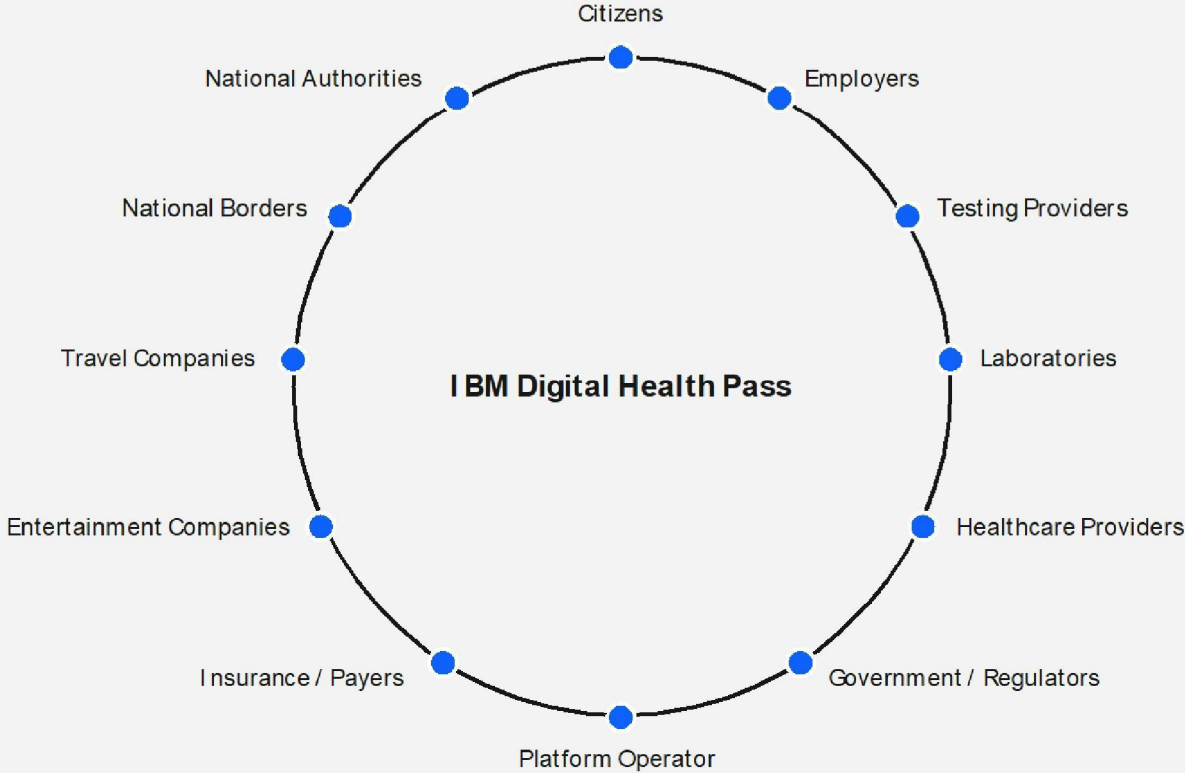 Citizens
National Authorities
Employers
National Borders
Testing Providers
Travel Companies
Laboratories
IBM Digital Health Pass
Entertainment Companies
Healthcare Providers
Insurance / Payers
Government / Regulators
Platform Operator